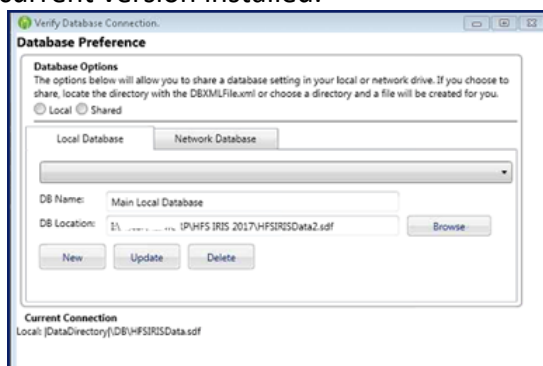 current version installed.
Verify Database Connection.
Database Preference
Database Options
The options below will allow you to share a database setting in your local or network drive. If you choose to
share, locate the directory with the DBXMLFile.xml or choose a directory and a file will be created for you.
Local Shared
Local Database Network Database
DB Name: Main Local Database
DB Location: IP\HFS IRIS 2017\HFSIRISData2.sdf Browse
New Update Delete
Current Connection
Local: |DataDirectory|\DB\HFSIRISData.sdf